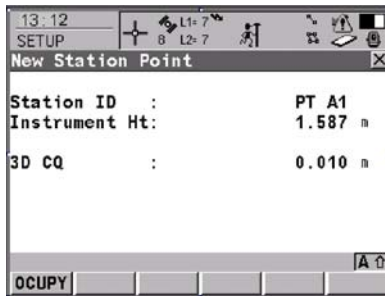 13:12
SETUP
8
L1= 7
L2= 7
New Station Point
Station ID : PT A1
Instrument Ht: 1.587 m
3D CQ : 0.010 m
A
OCUPY